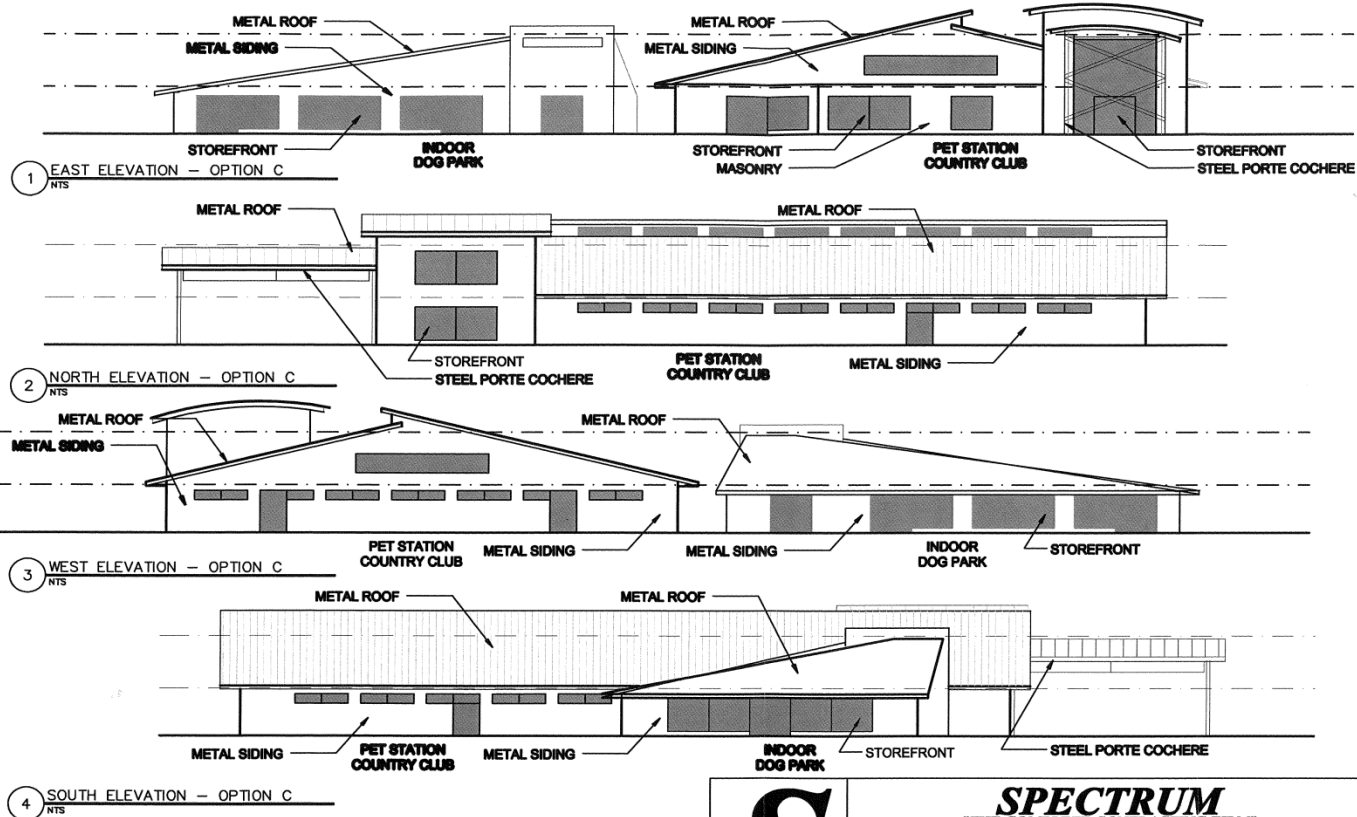 METAL ROOF
METAL SIDING
METAL ROOF
METAL SIDING
STOREFRONT
INDOOR
DOG PARK
STOREFRONT
MASONRY
PET STATION
COUNTRY CLUB
STOREFRONT
STEEL PORTE COCHERE
1 EAST ELEVATION – OPTION C
NTS
METAL ROOF
METAL ROOF
STOREFRONT
STEEL PORTE COCHERE
PET STATION
COUNTRY CLUB
METAL SIDING
2 NORTH ELEVATION – OPTION C
NTS
METAL ROOF
METAL SIDING
METAL ROOF
PET STATION
COUNTRY CLUB
METAL SIDING
METAL SIDING
INDOOR
DOG PARK
STOREFRONT
3 WEST ELEVATION – OPTION C
NTS
METAL ROOF
METAL ROOF
METAL SIDING
PET STATION
COUNTRY CLUB
METAL SIDING
INDOOR
DOG PARK
STOREFRONT
STEEL PORTE COCHERE
4 SOUTH ELEVATION – OPTION C
NTS
S
SPECTRUM